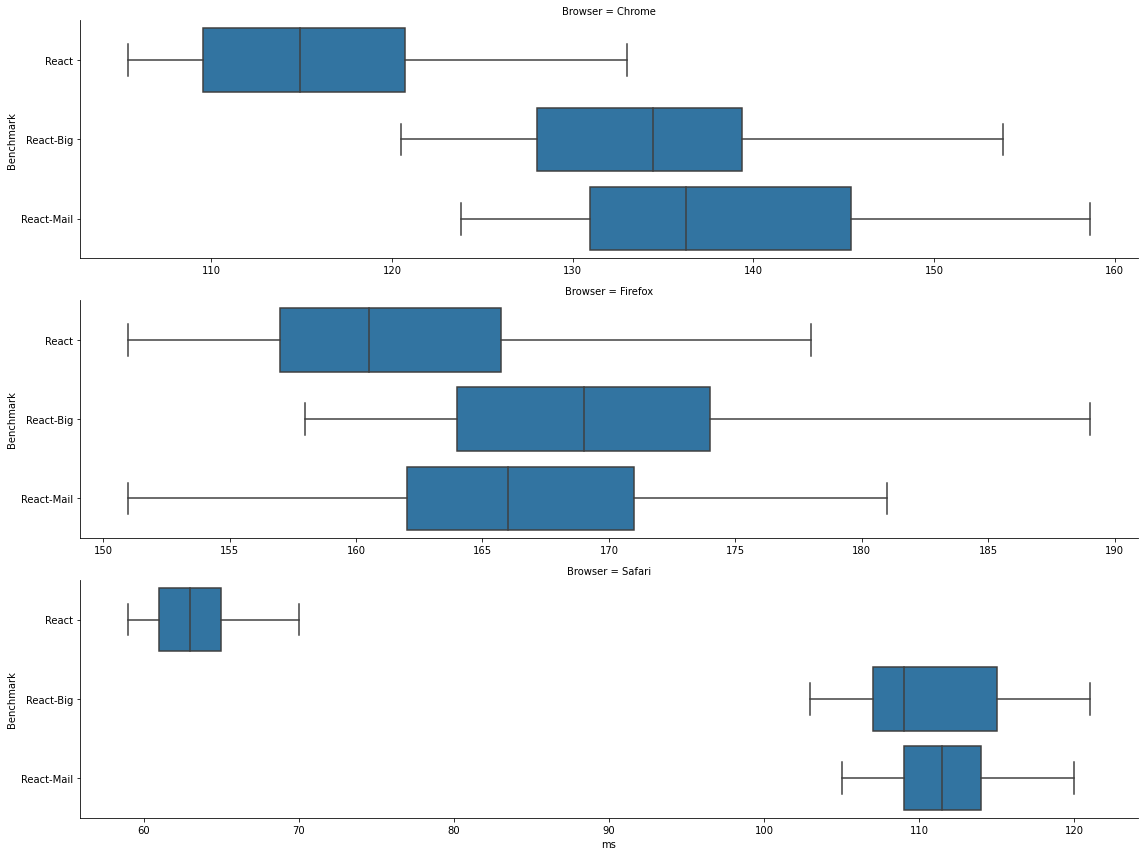 Browser = Chrome
Benchmark
React
React-Big
React-Mail
110 120 130 140 150 160
Browser = Firefox
Benchmark
React
React-Big
React-Mail
150 155 160 165 170 175 180 185 190
Browser = Safari
Benchmark
React
React-Big
React-Mail
60 70 80 90 100 110 120
ms